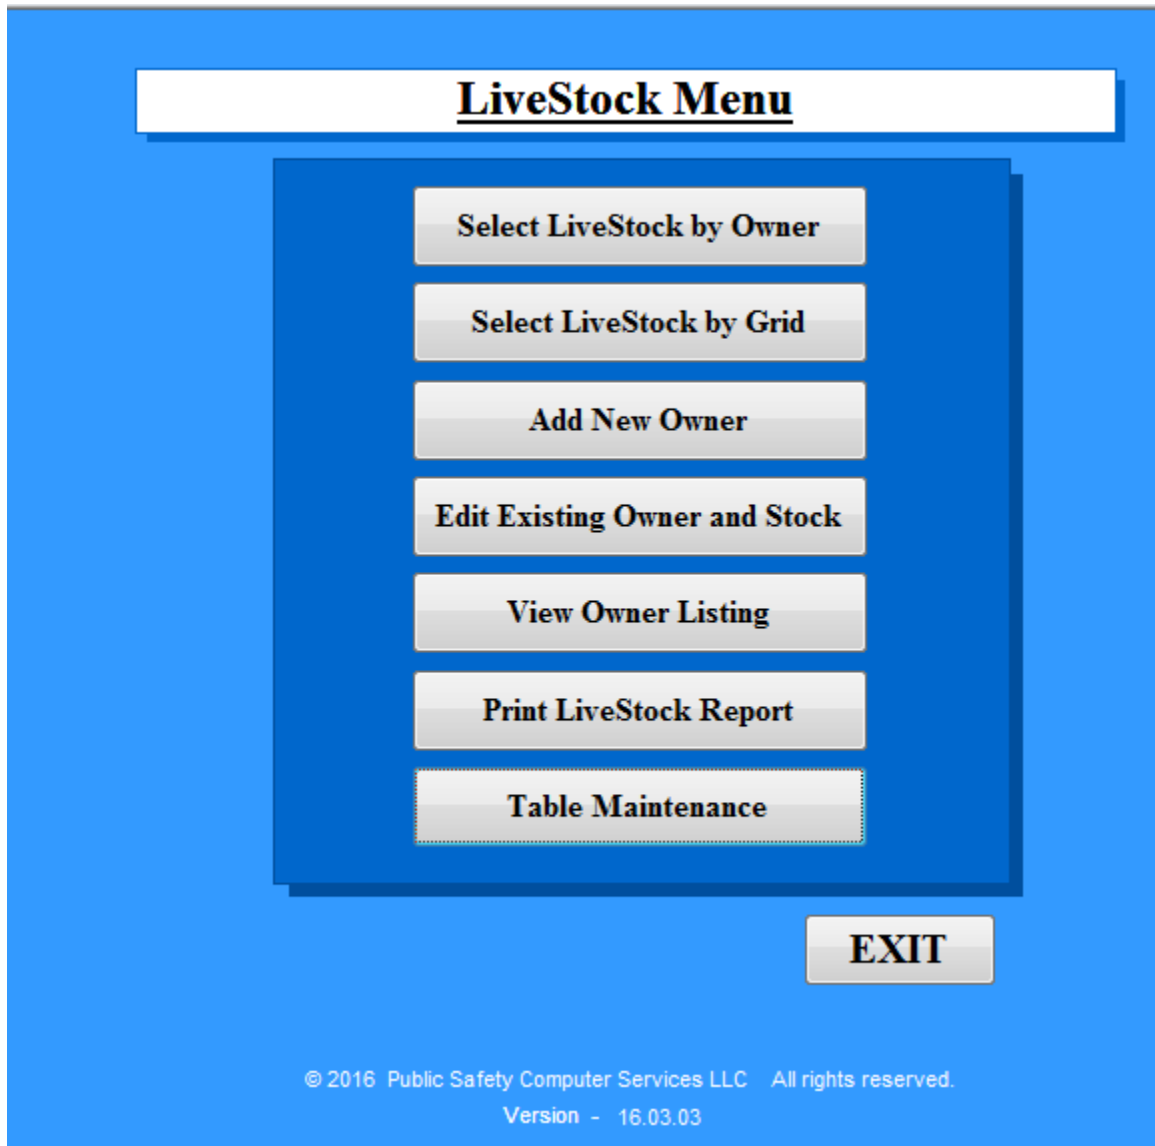 LiveStock Menu
Select LiveStock by Owner
Select LiveStock by Grid
Add New Owner
Edit Existing Owner and Stock
View Owner Listing
Print LiveStock Report
Table Maintenance
EXIT
© 2016 Public Safety Computer Services LLC All rights reserved.
Version - 16.03.03